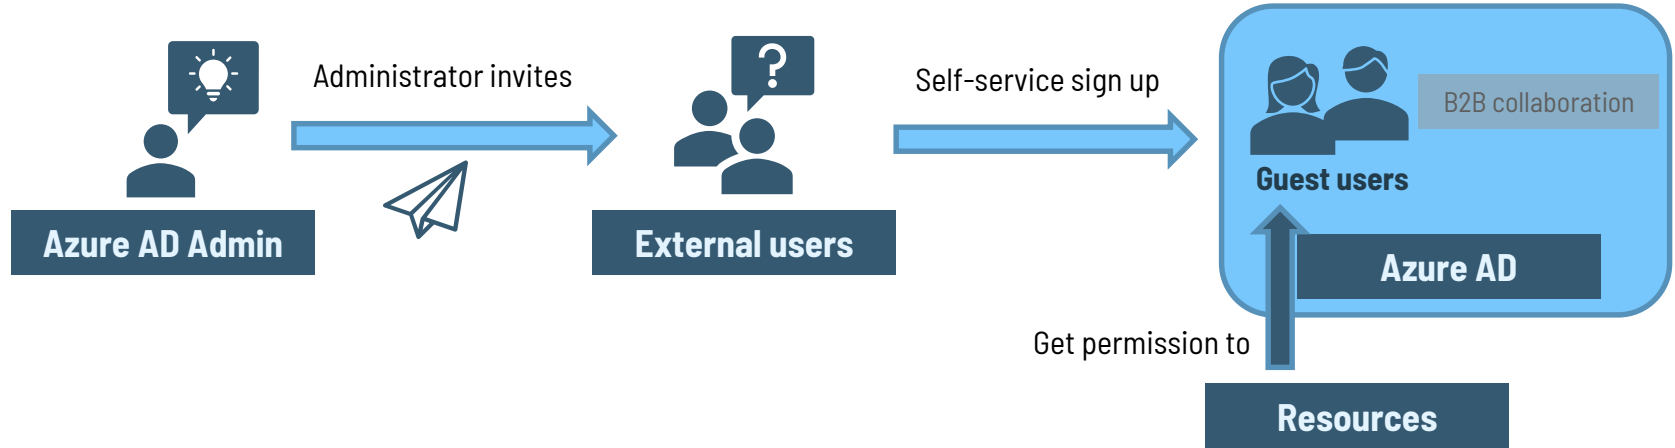 Administrator invites
Azure AD Admin
?
External users
Self-service sign up
B2B collaboration
Guest users
Azure AD
Get permission to
Resources